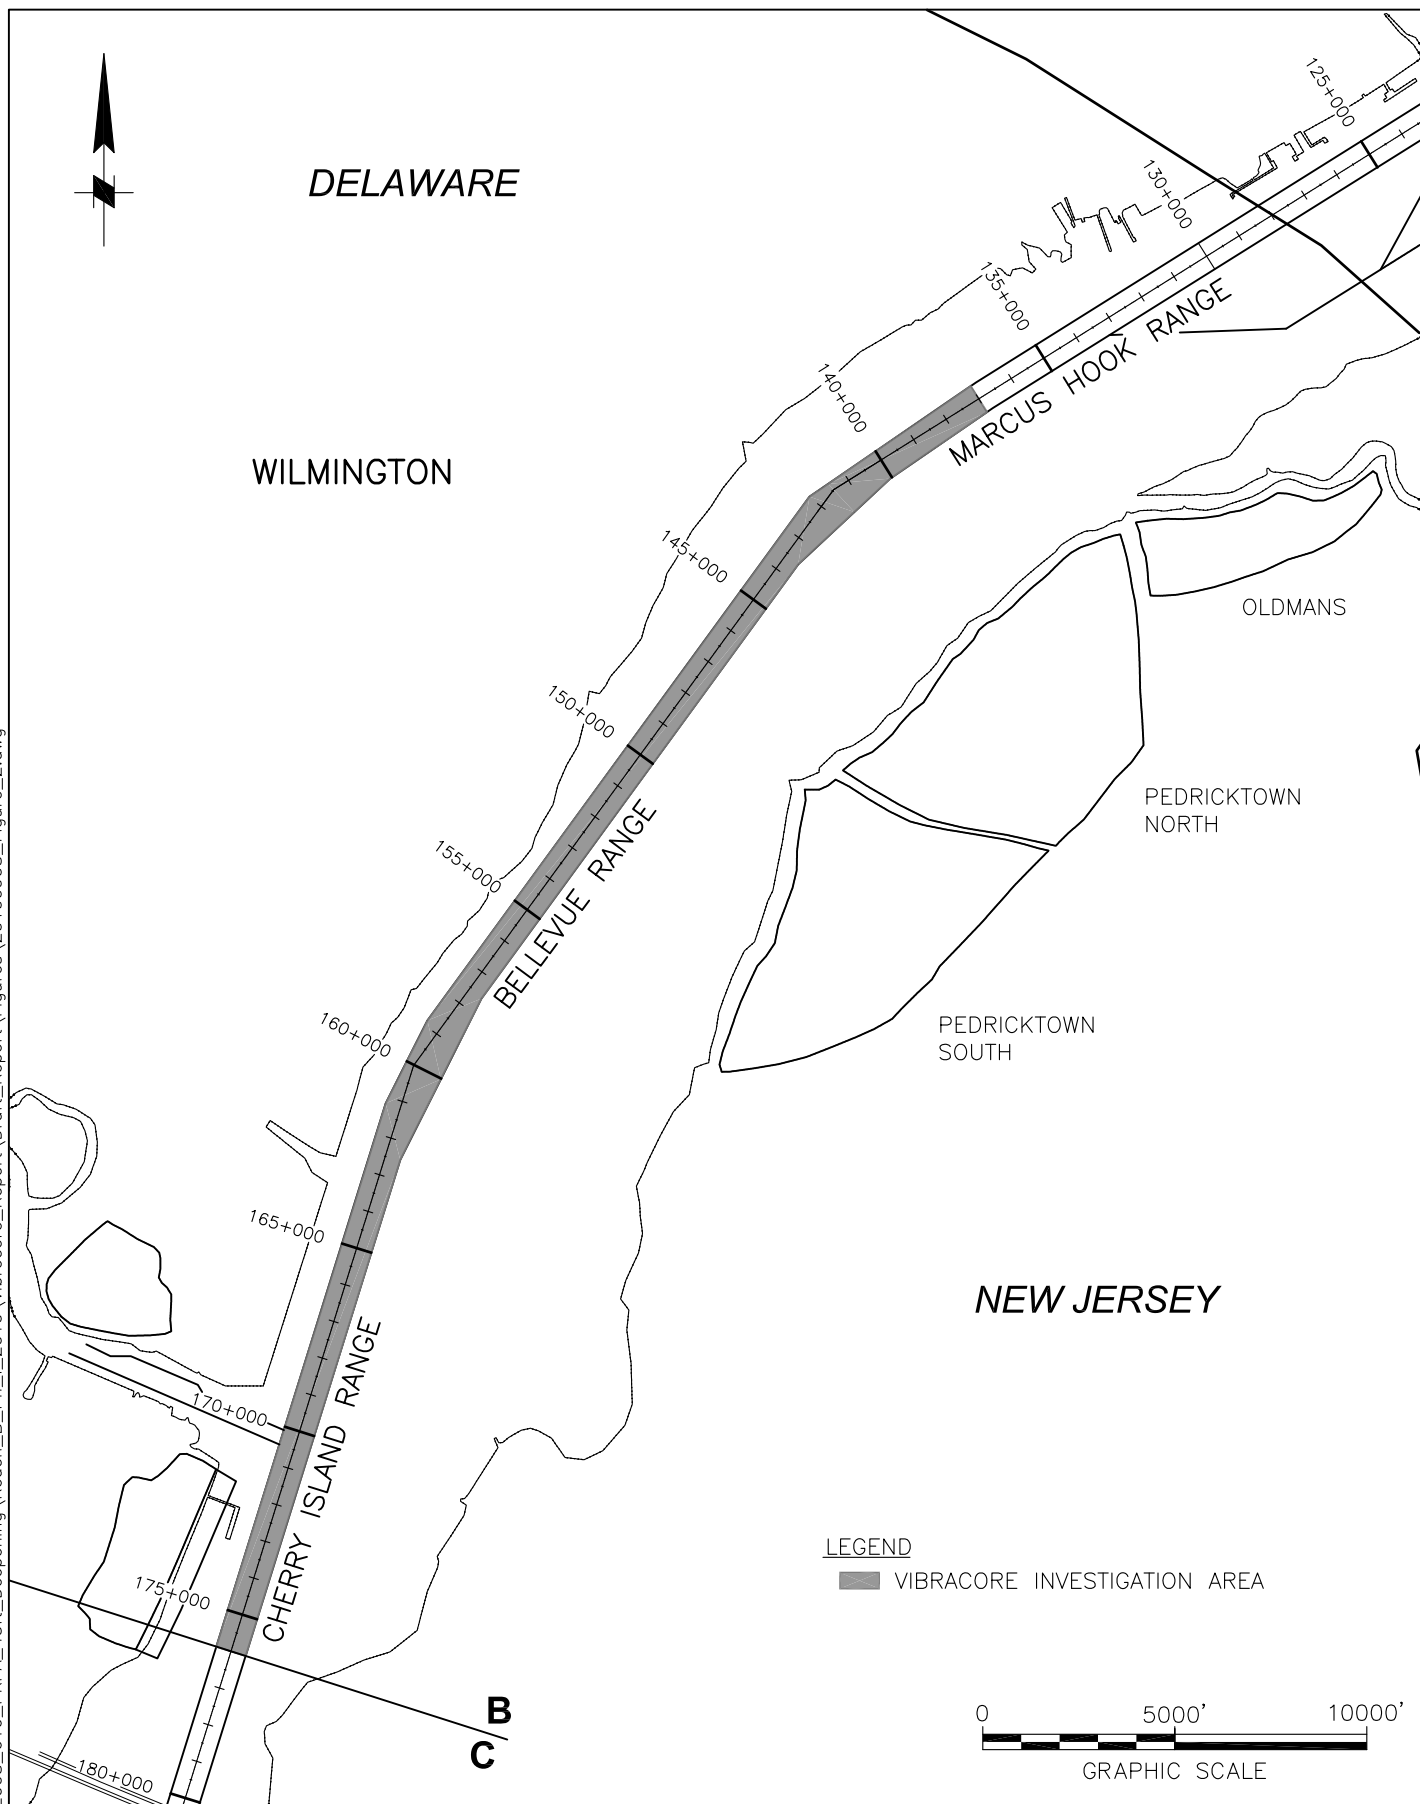 125+000
DELAWARE
130+000
135+000
MARCUS HOOK RANGE
140+000
WILMINGTON
145+000
OLDMANS
150+000
PEDRICKTOWN
NORTH
155+000
BELLEVUE RANGE
160+000
PEDRICKTOWN
SOUTH
165+000
NEW JERSEY
CHERRY ISLAND RANGE
170+000
LEGEND
VIBRACORE INVESTIGATION AREA
175+000
B
C
0 5000' 10000'
GRAPHIC SCALE
180+000